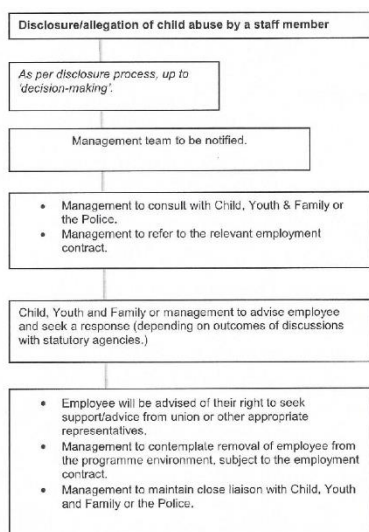 Disclosure/allegation of child abuse by a staff member
As per disclosure process, up to
'decision-making'.
Management team to be notified.
• Management to consult with Child, Youth & Family or
the Police.
• Management to refer to the relevant employment
contract.
Child, Youth and Family or management to advise employee
and seek a response (depending on outcomes of discussions
with statutory agencies.)
• Employee will be advised of their right to seek
support/advice from union or other appropriate
representatives.
• Management to contemplate removal of employee from
the programme environment, subject to the employment
contract.
• Management to maintain close liaison with Child, Youth
and Family or the Police.